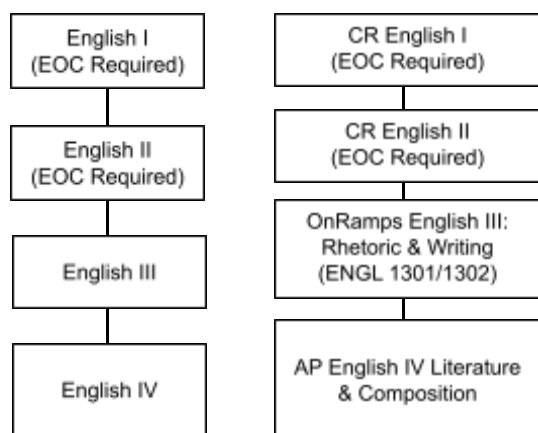 English I
(EOC Required)
English II
(EOC Required)
English III
English IV
CR English I
(EOC Required)
CR English II
(EOC Required)
OnRamps English III:
Rhetoric & Writing
(ENGL 1301/1302)
AP English IV Literature
& Composition